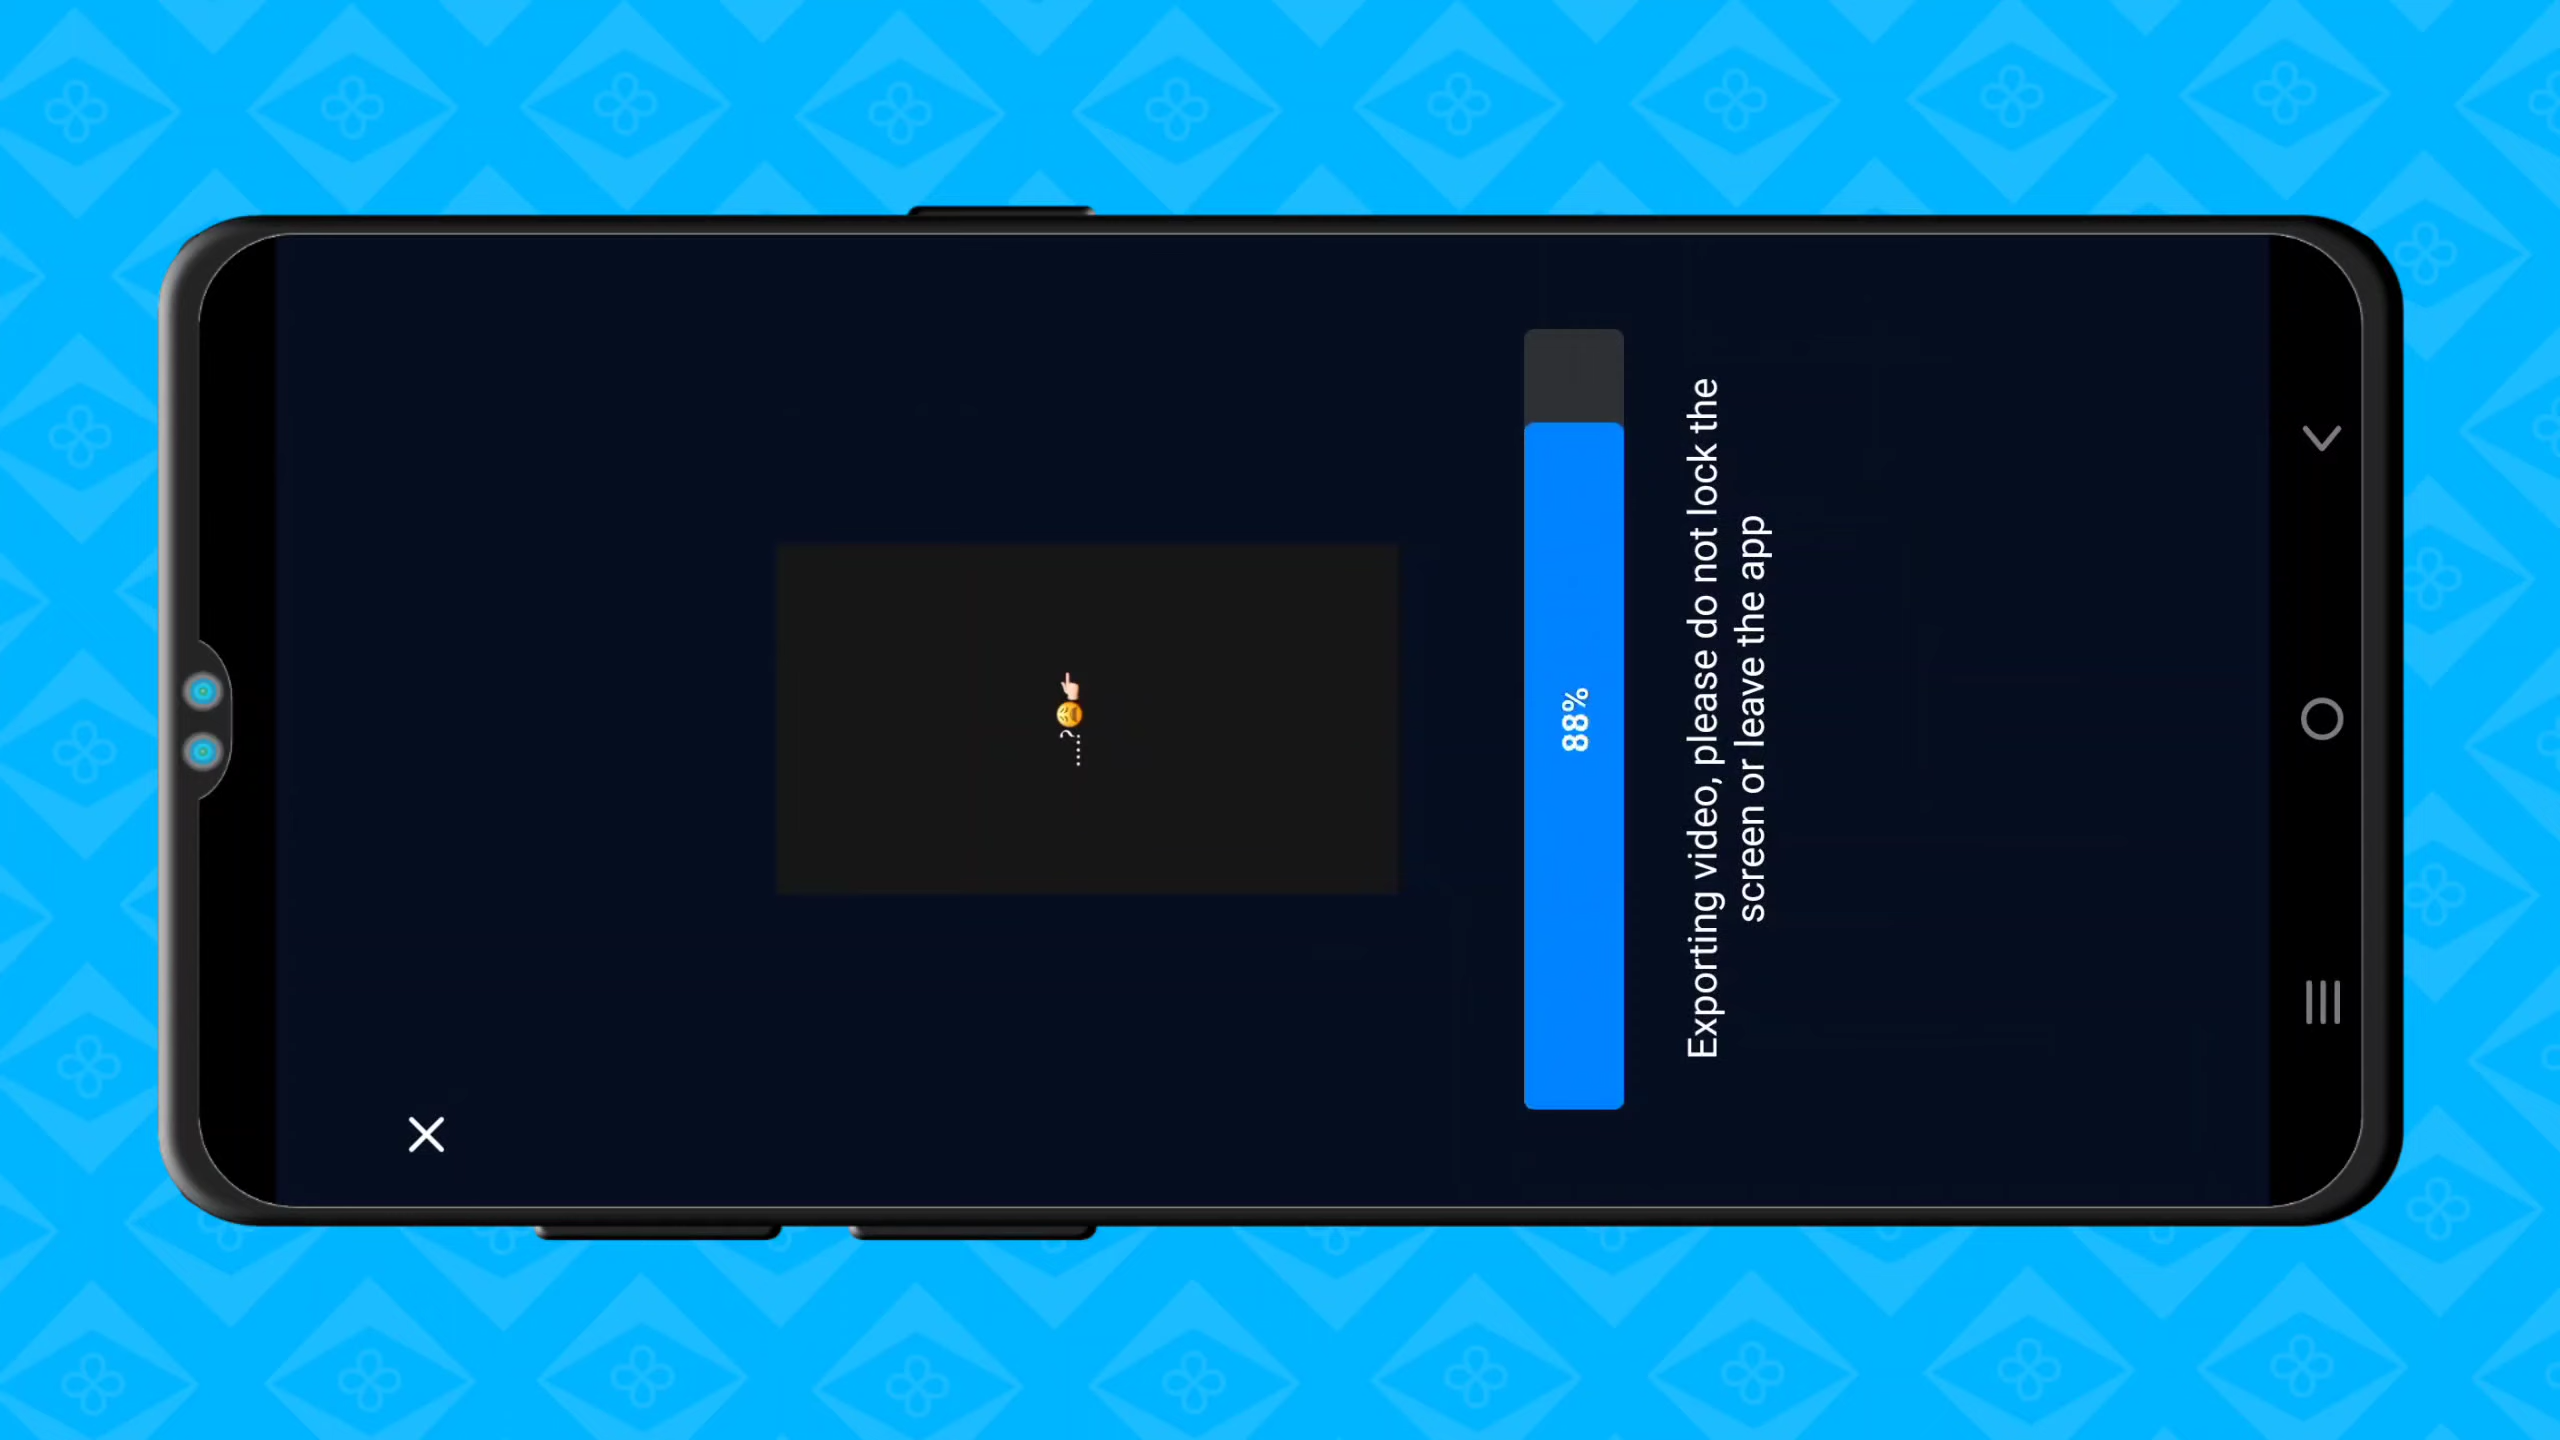 .....?😩👆🏻
88%
Exporting video, please do not lock the
screen or leave the app